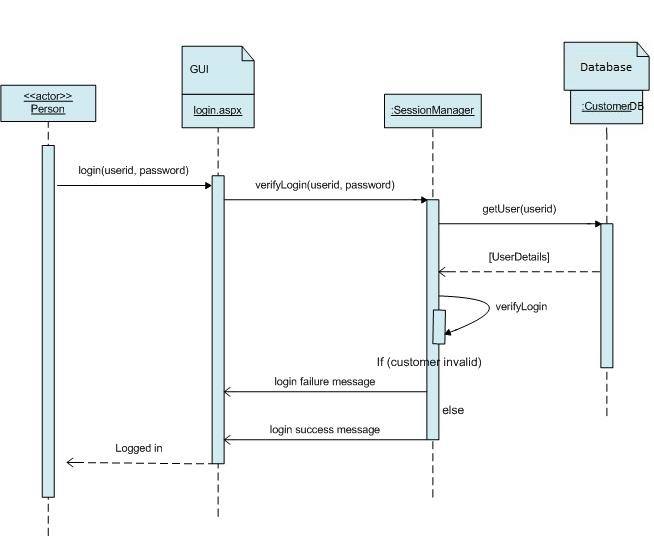 GUI
Database
<<actor>>
Person
login.aspx
:SessionManager
:CustomerDB
login(userid, password)
verifyLogin(userid, password)
getUser(userid)
[UserDetails]
verifyLogin
If (customer invalid)
login failure message
else
login success message
Logged in